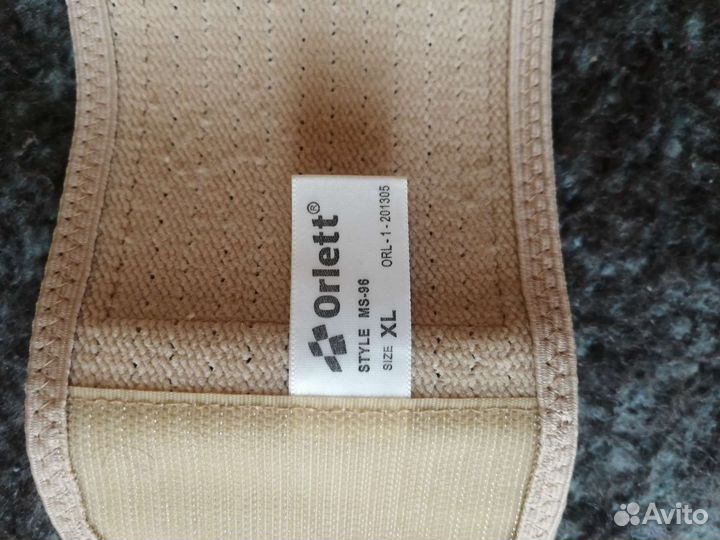 Orlett®
STYLE MS-96
SIZE XL ORL-1-201305
Avito